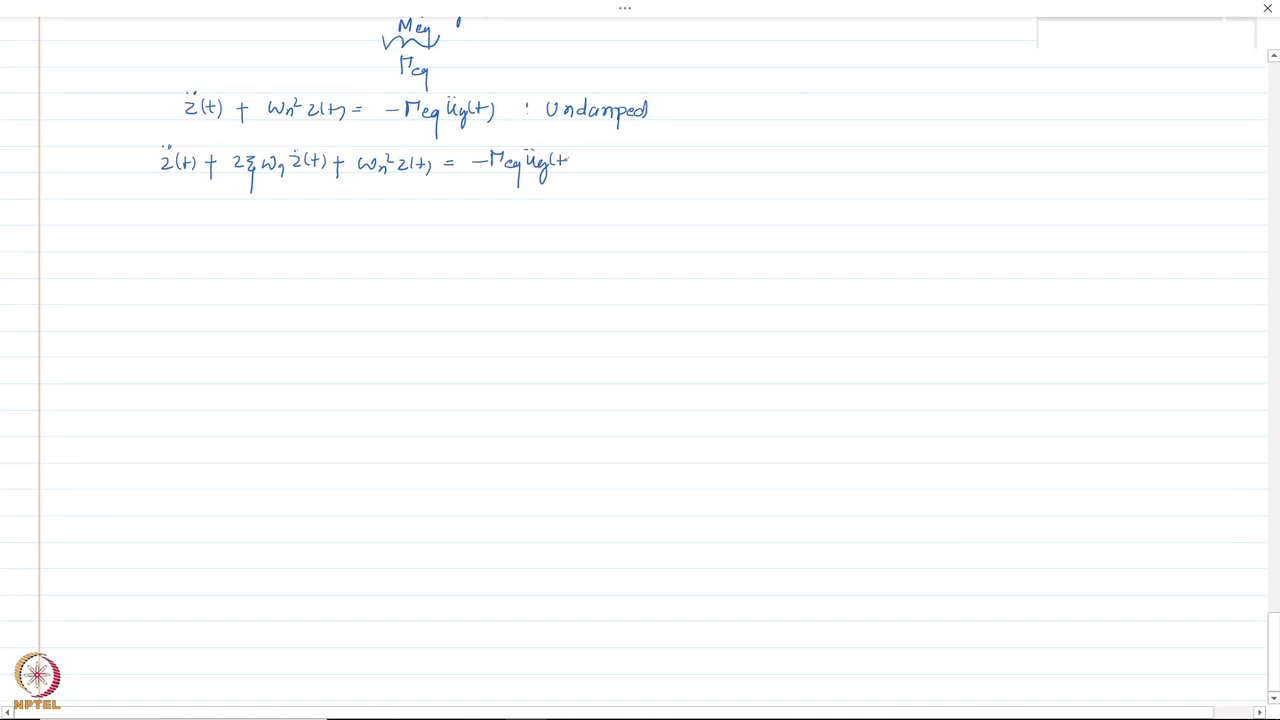 Meq
Γeq
z̈(t) + ωn² z(t) = −Γeq üg(t) : Undamped
z̈(t) + 2ξωn ż(t) + ωn² z(t) = −Γeq üg(t
NPTEL